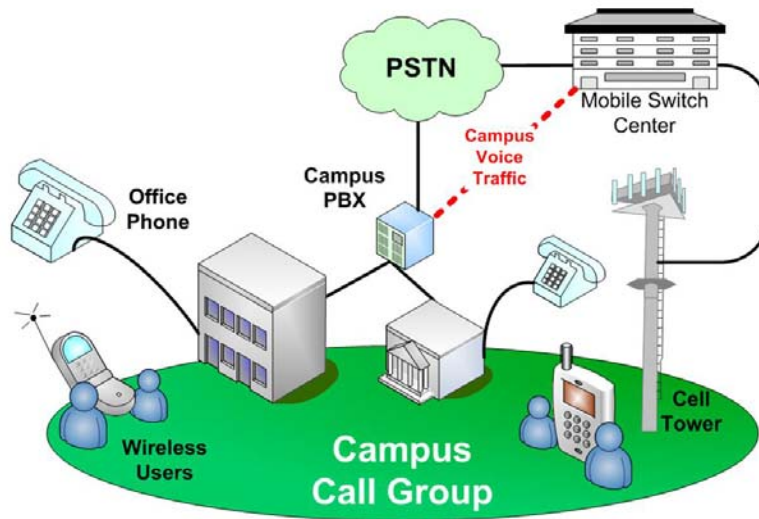 PSTN
Mobile Switch
Center
Campus
Voice
Traffic
Campus
PBX
Office
Phone
Cell
Tower
Wireless
Users
Campus
Call Group